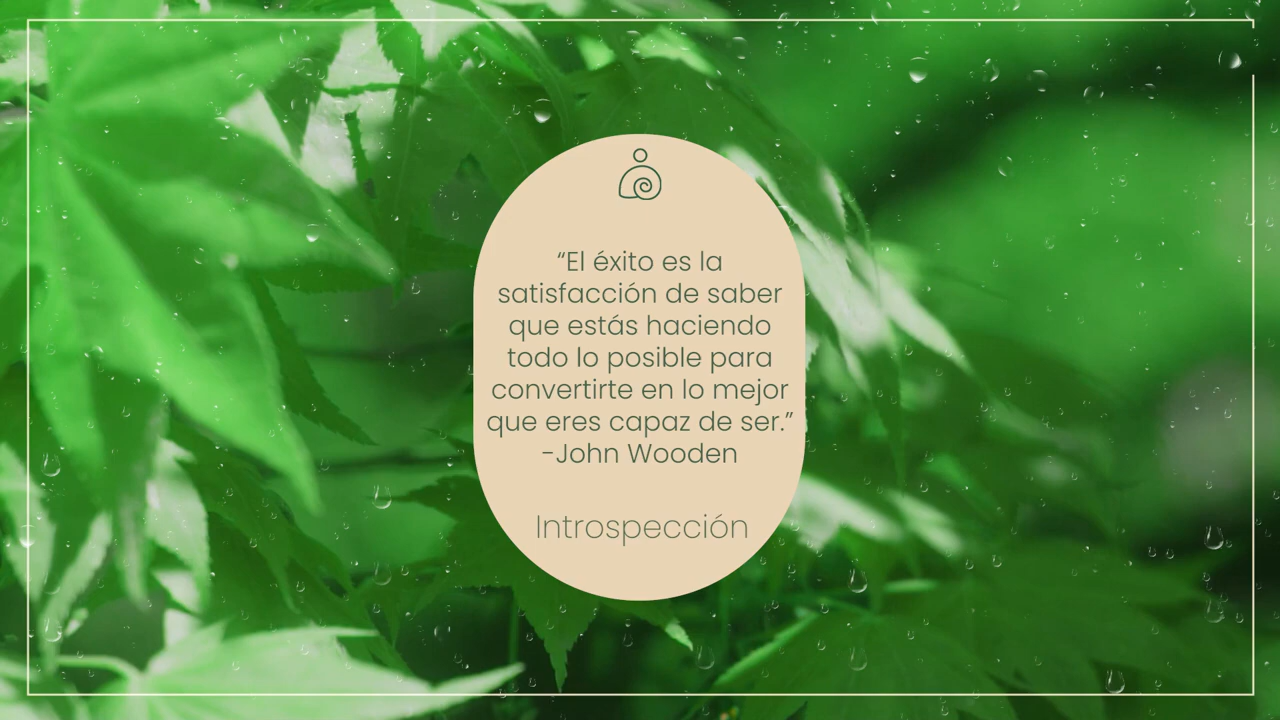 “El éxito es la
satisfacción de saber
que estás haciendo
todo lo posible para
convertirte en lo mejor
que eres capaz de ser.”
-John Wooden
Introspección